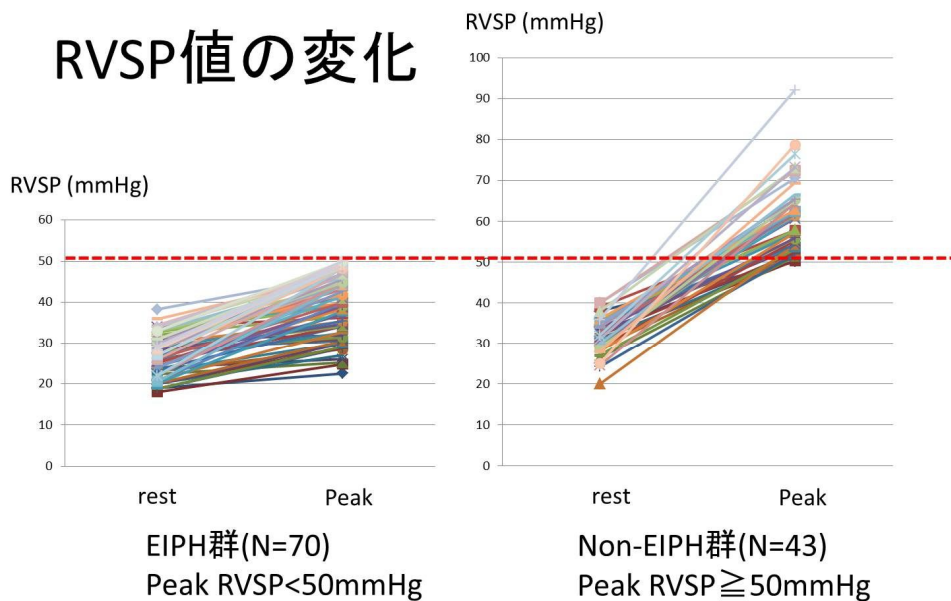 RVSP値の変化
RVSP (mmHg)
60
50
40
30
20
10
0
rest
Peak
EIPH群(N=70)
Peak RVSP<50mmHg
RVSP (mmHg)
100
90
80
70
60
50
40
30
20
10
0
rest
Peak
Non-EIPH群(N=43)
Peak RVSP≧50mmHg